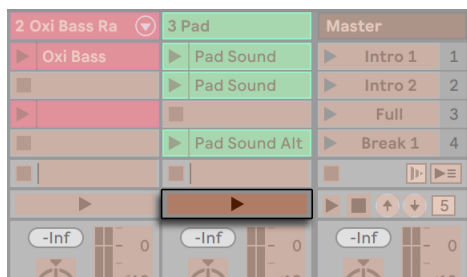 2 Oxi Bass Ra 3 Pad Master
Oxi Bass Pad Sound Intro 1 1
Pad Sound Intro 2 2
Full 3
Pad Sound Alt Break 1 4
5
-Inf 0 -Inf 0 -Inf 0